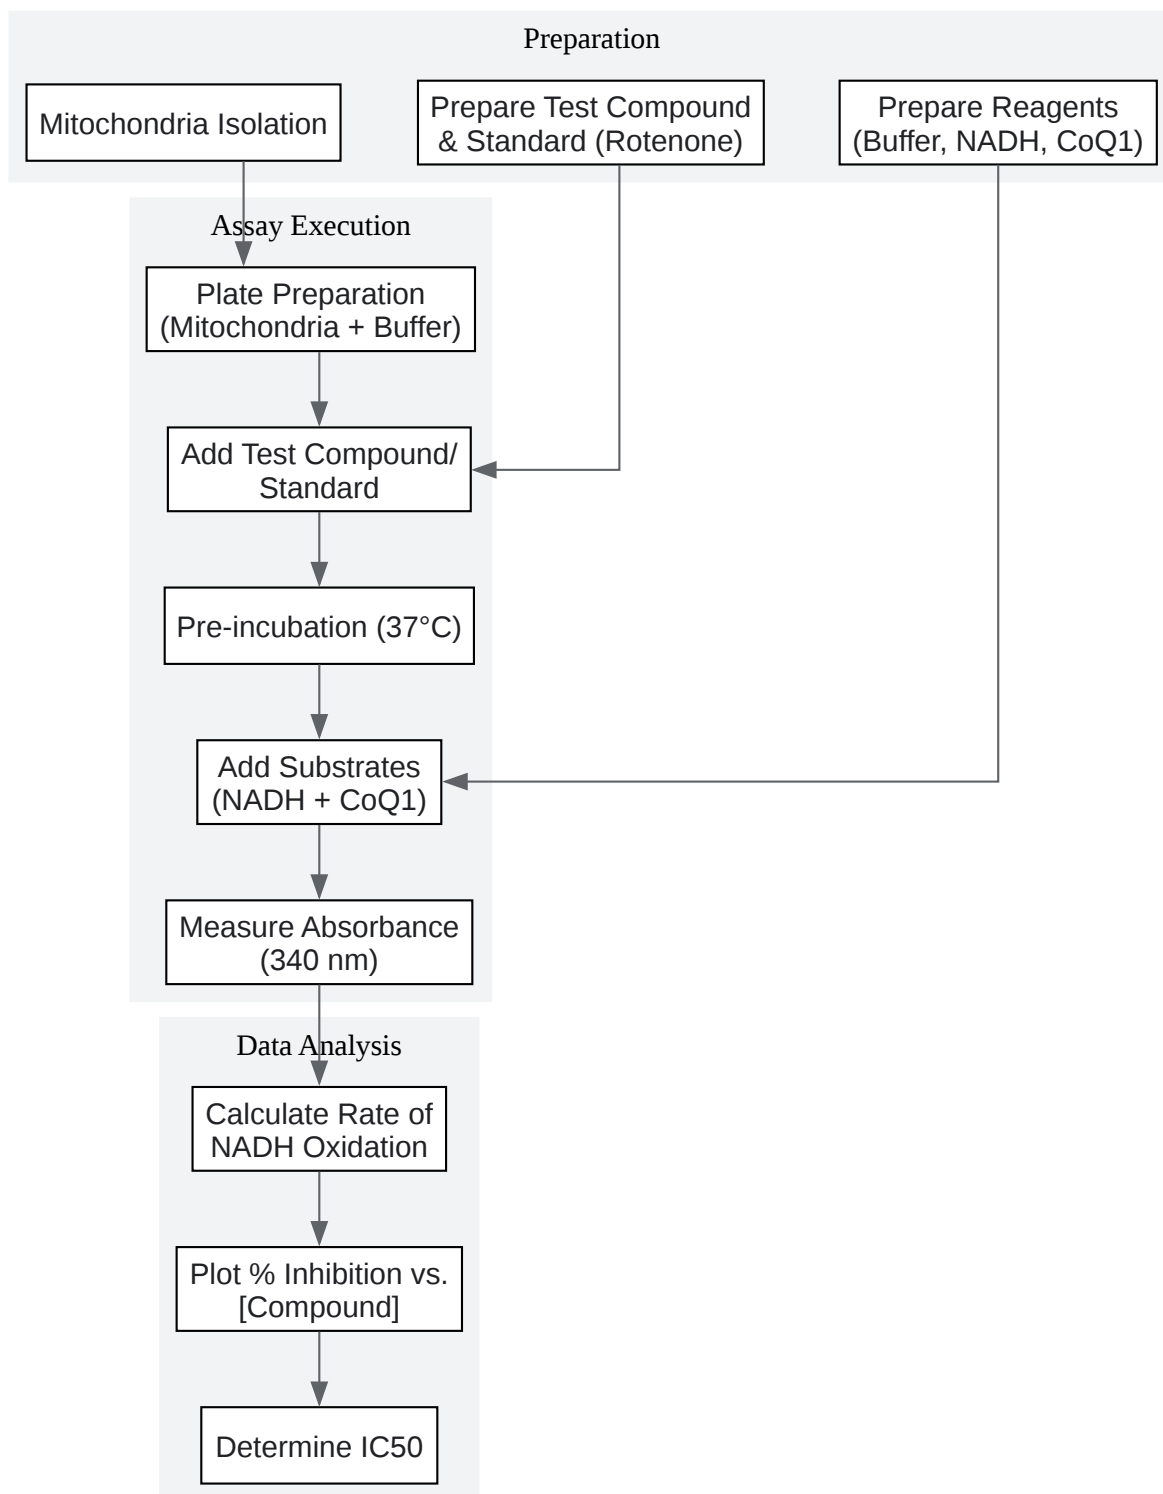 Preparation
Mitochondria Isolation
Prepare Test Compound
& Standard (Rotenone)
Prepare Reagents
(Buffer, NADH, CoQ1)
Assay Execution
Plate Preparation
(Mitochondria + Buffer)
Add Test Compound/
Standard
Pre-incubation (37°C)
Add Substrates
(NADH + CoQ1)
Measure Absorbance
(340 nm)
Data Analysis
Calculate Rate of
NADH Oxidation
Plot % Inhibition vs.
[Compound]
Determine IC50